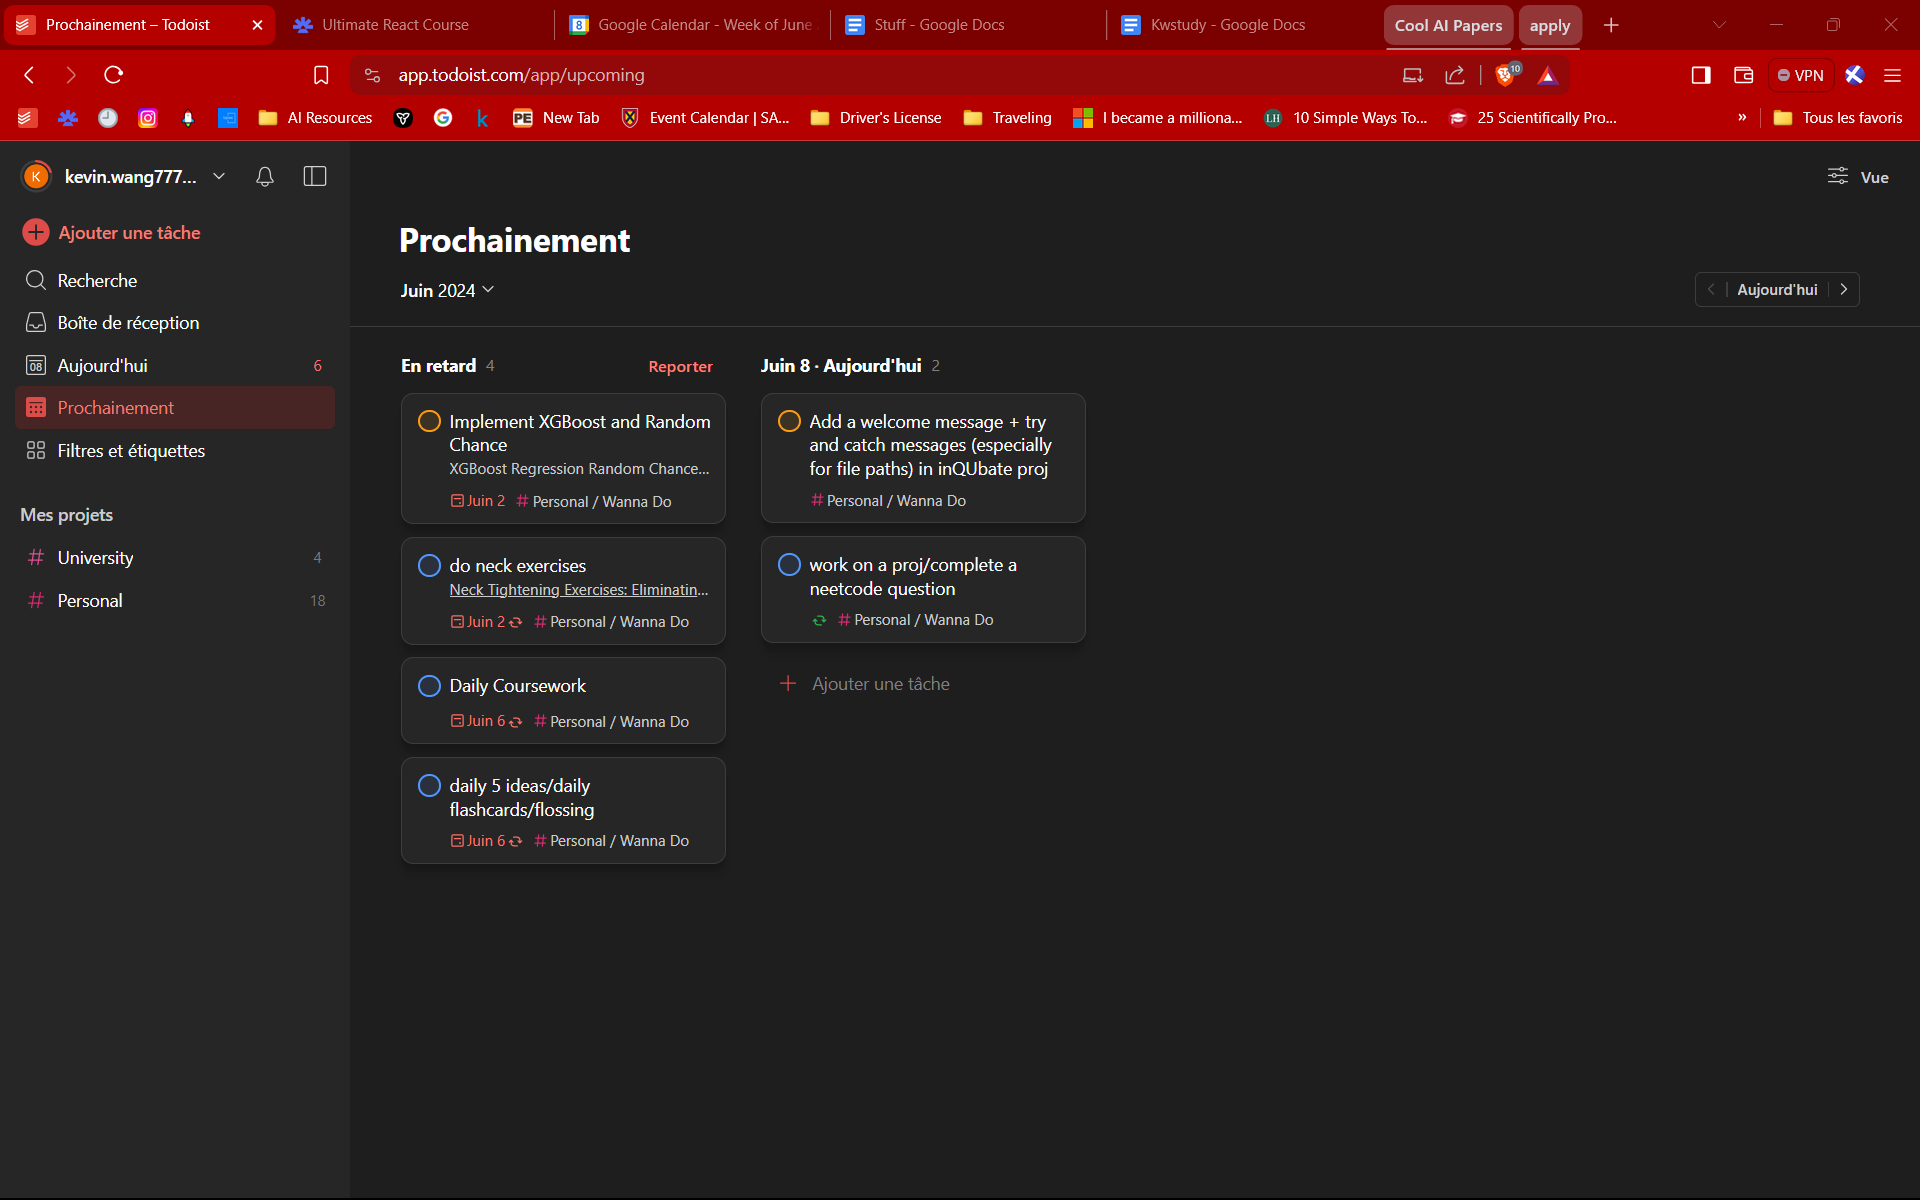 Prochainement – Todoist
Ultimate React Course
Google Calendar - Week of June
Stuff - Google Docs
Kwstudy - Google Docs
Cool AI Papers
apply
app.todoist.com/app/upcoming
10
VPN
AI Resources
New Tab
Event Calendar | SA...
Driver's License
Traveling
I became a milliona...
10 Simple Ways To...
25 Scientifically Pro...
»
Tous les favoris
K
kevin.wang777...
Vue
Ajouter une tâche
Recherche
Boîte de réception
08
Aujourd'hui
6
Prochainement
Filtres et étiquettes
Mes projets
# University
4
# Personal
18
Prochainement
Juin 2024
Aujourd'hui
En retard 4
Reporter
Implement XGBoost and Random
Chance
XGBoost Regression Random Chance...
Juin 2 # Personal / Wanna Do
do neck exercises
Neck Tightening Exercises: Eliminatin...
Juin 2 # Personal / Wanna Do
Daily Coursework
Juin 6 # Personal / Wanna Do
daily 5 ideas/daily
flashcards/flossing
Juin 6 # Personal / Wanna Do
Juin 8 · Aujourd'hui 2
Add a welcome message + try
and catch messages (especially
for file paths) in inQUbate proj
# Personal / Wanna Do
work on a proj/complete a
neetcode question
# Personal / Wanna Do
Ajouter une tâche